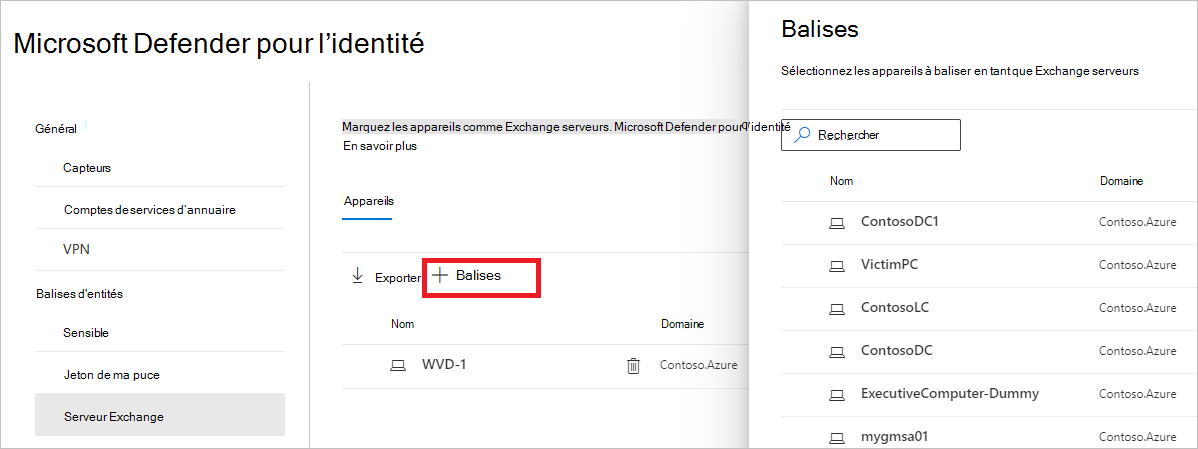 Microsoft Defender pour l’identité
Général
Capteurs
Comptes de services d'annuaire
VPN
Balises d'entités
Sensible
Jeton de ma puce
Serveur Exchange
Marquez les appareils comme Exchange serveurs. Microsoft Defender pour l'identité
En savoir plus
Appareils
Exporter
Balises
Nom Domaine
WVD-1 Contoso.Azure
Balises
Sélectionnez les appareils à baliser en tant que Exchange serveurs
Rechercher
Nom Domaine
ContosoDC1 Contoso.Azure
VictimPC Contoso.Azure
ContosoLC Contoso.Azure
ContosoDC Contoso.Azure
ExecutiveComputer-Dummy Contoso.Azure
mygmsa01 Contoso.Azure